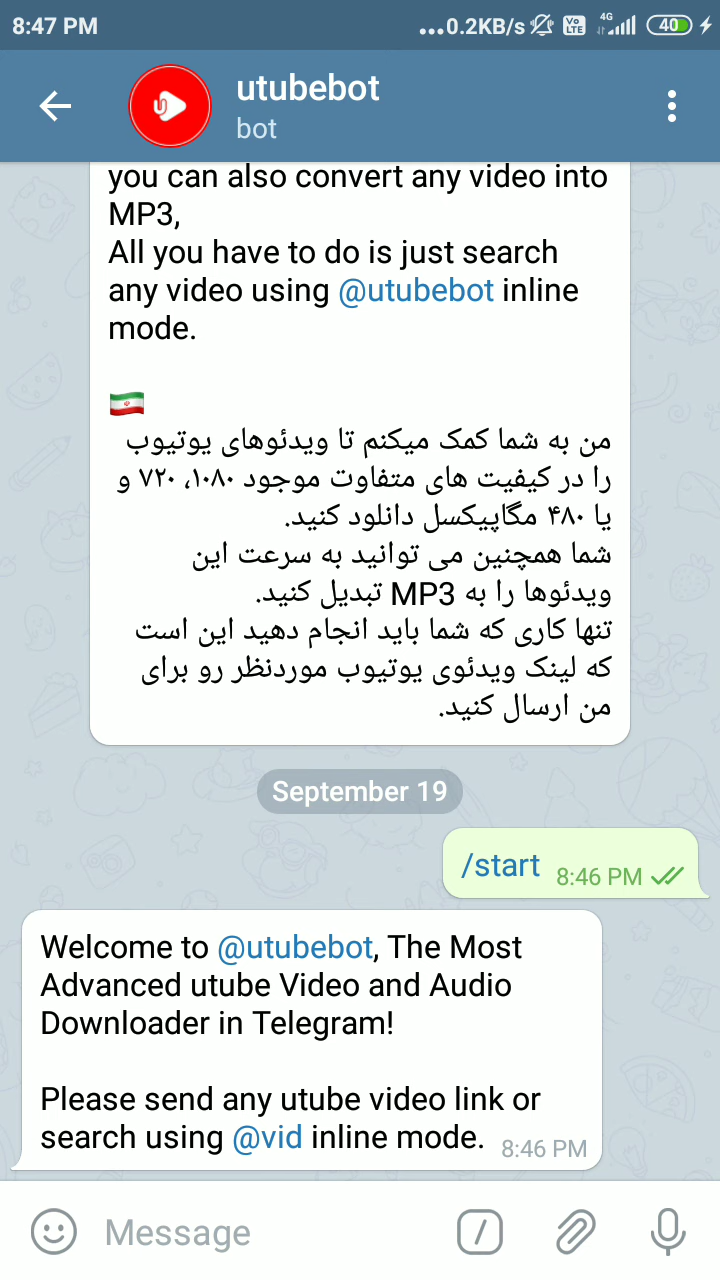 8:47 PM
...0.2KB/s
Vo
LTE
4G
40
utubebot
bot
you can also convert any video into
MP3,
All you have to do is just search
any video using @utubebot inline
mode.
🇮🇷
من به شما کمک میکنم تا ویدئوهای یوتیوب
را در کیفیت های متفاوت موجود ۱۰۸۰، ۷۲۰ و
یا ۴۸۰ مگاپیکسل دانلود کنید.
شما همچنین می توانید به سرعت این
ویدئوها را به MP3 تبدیل کنید.
تنها کاری که شما باید انجام دهید این است
که لینک ویدئوی یوتیوب موردنظر رو برای
من ارسال کنید.
September 19
/start 8:46 PM
Welcome to @utubebot, The Most
Advanced utube Video and Audio
Downloader in Telegram!
Please send any utube video link or
search using @vid inline mode. 8:46 PM
Message